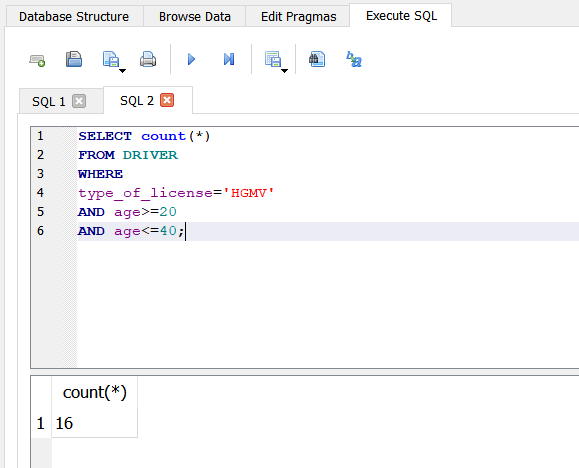 Database Structure Browse Data Edit Pragmas Execute SQL
SQL 1 SQL 2
1 SELECT count(*)
2 FROM DRIVER
3 WHERE
4 type_of_license='HGMV'
5 AND age>=20
6 AND age<=40;
count(*)
1 16